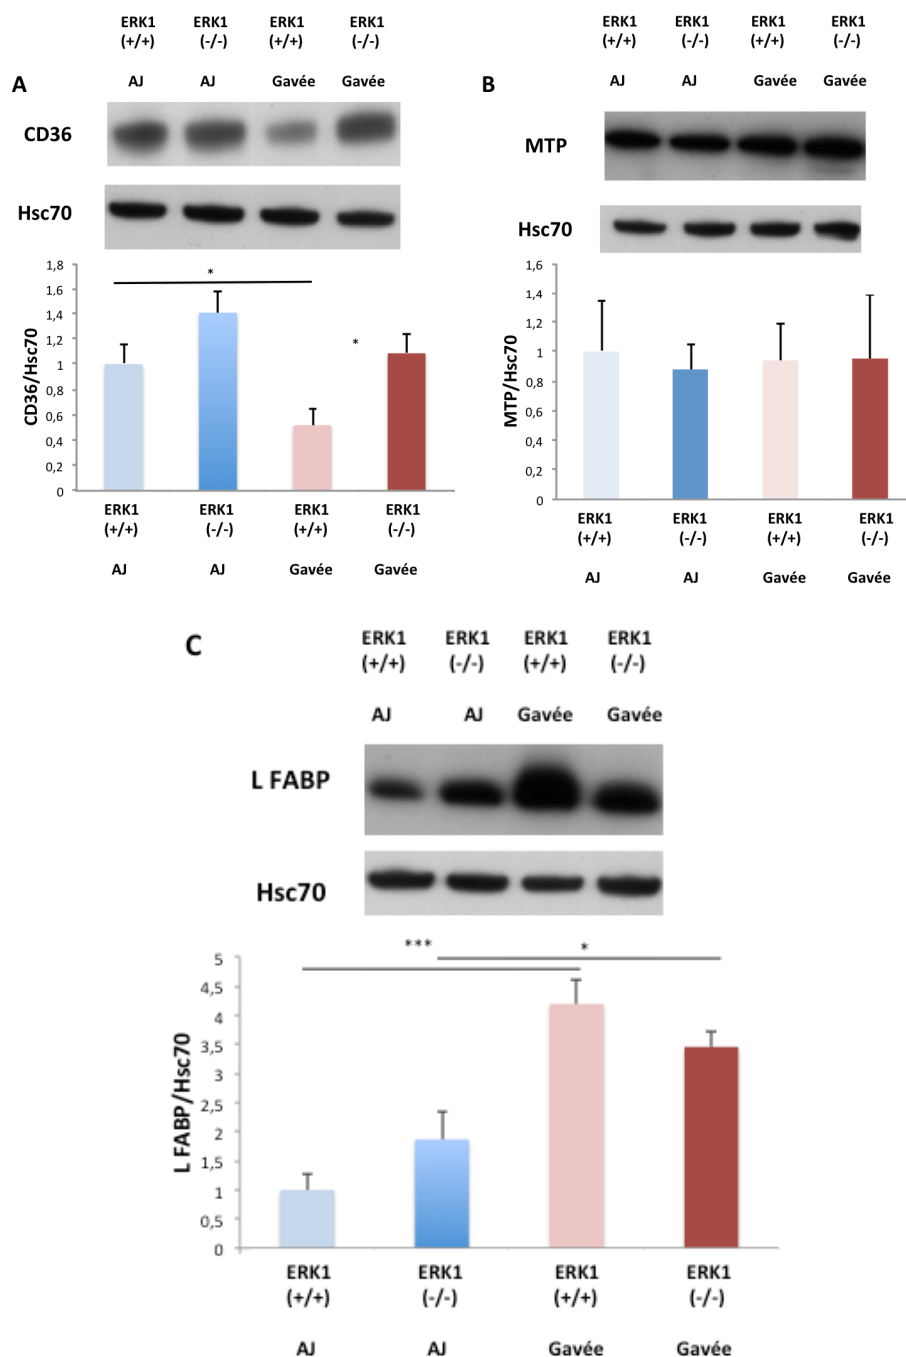 ERK1 ERK1 ERK1 ERK1
(+/+) (-/-) (+/+) (-/-)
A AJ AJ Gavée Gavée
CD36
Hsc70
*
*
CD36/Hsc70
1,8
1,6
1,4
1,2
1
0,8
0,6
0,4
0,2
0
ERK1 ERK1 ERK1 ERK1
(+/+) (-/-) (+/+) (-/-)
AJ AJ Gavée Gavée
ERK1 ERK1 ERK1 ERK1
(+/+) (-/-) (+/+) (-/-)
B AJ AJ Gavée Gavée
MTP
Hsc70
MTP/Hsc70
1,6
1,4
1,2
1
0,8
0,6
0,4
0,2
0
ERK1 ERK1 ERK1 ERK1
(+/+) (-/-) (+/+) (-/-)
AJ AJ Gavée Gavée
C ERK1 ERK1 ERK1 ERK1
(+/+) (-/-) (+/+) (-/-)
AJ AJ Gavée Gavée
L FABP
Hsc70
*** *
L FABP/Hsc70
5
4,5
4
3,5
3
2,5
2
1,5
1
0,5
0
ERK1 ERK1 ERK1 ERK1
(+/+) (-/-) (+/+) (-/-)
AJ AJ Gavée Gavée